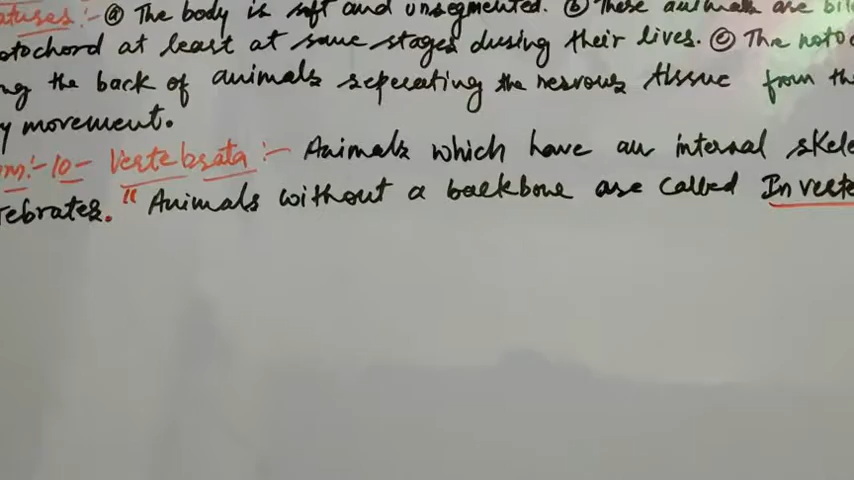 atures:- ⓐ The body is soft and unsegmented. ⓑ These animals are bil
otochord at least at some stages during their lives. ⓒ The notoc
ng the back of animals seperating the nervous tissue from the
y movement.
m:-10- Vertebrata :- Animals which have an internal skele
tebrates. " Animals without a backbone are called Inverte